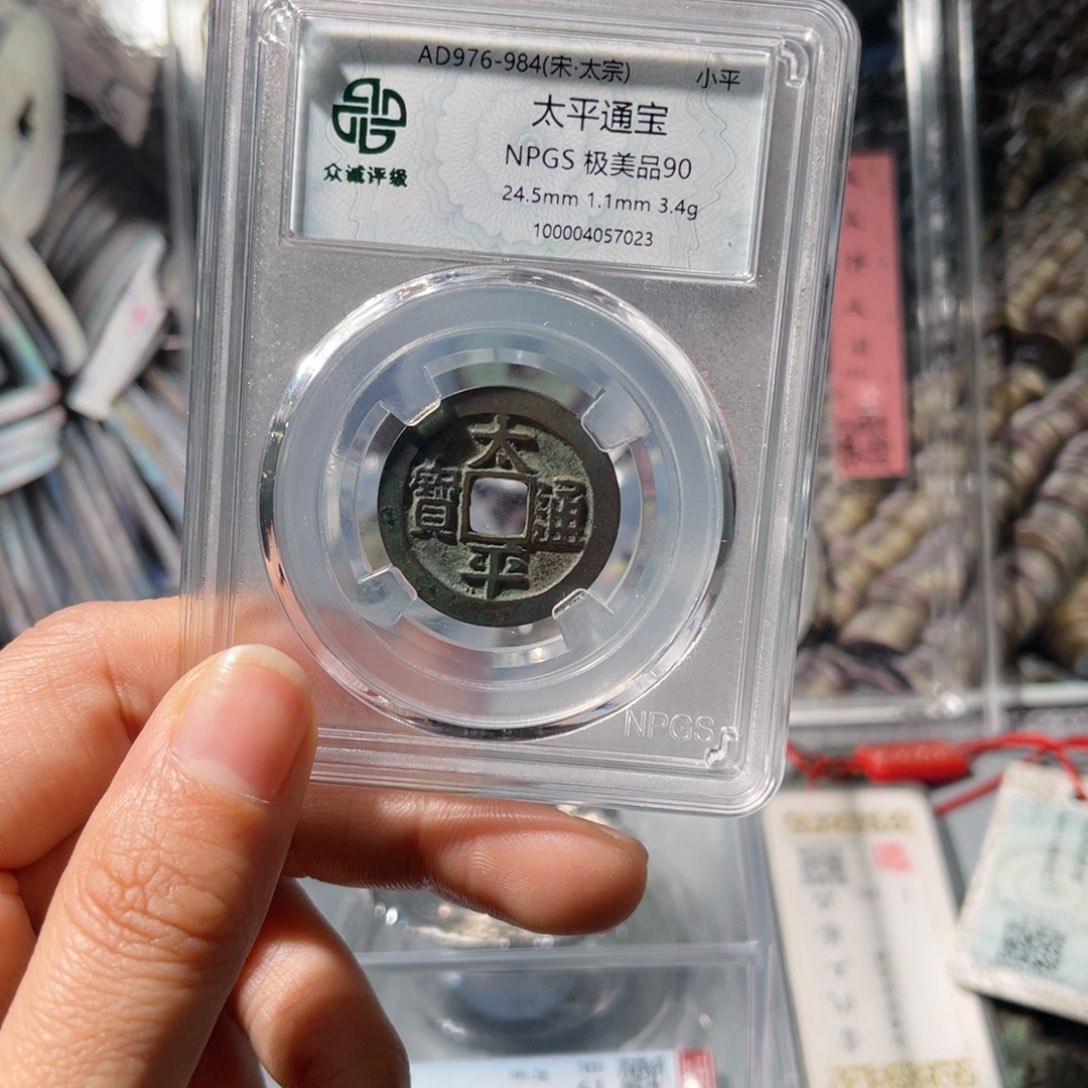 AD976-984(宋·太宗)
小平
太平通宝
NPGS 极美品90
24.5mm 1.1mm 3.4g
100004057023
众诚评级
太
寶 通
平
NPGS